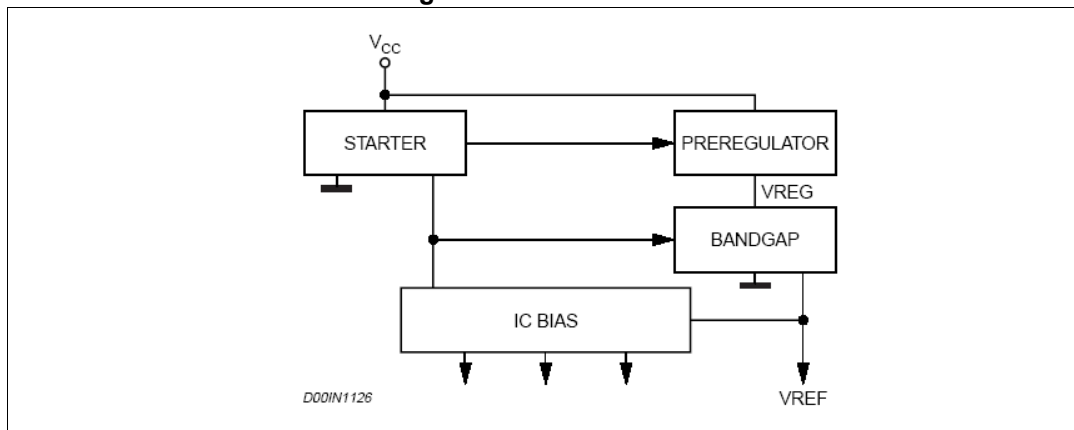 V_CC
STARTER
PREREGULATOR
VREG
BANDGAP
IC BIAS
D00IN1126
VREF